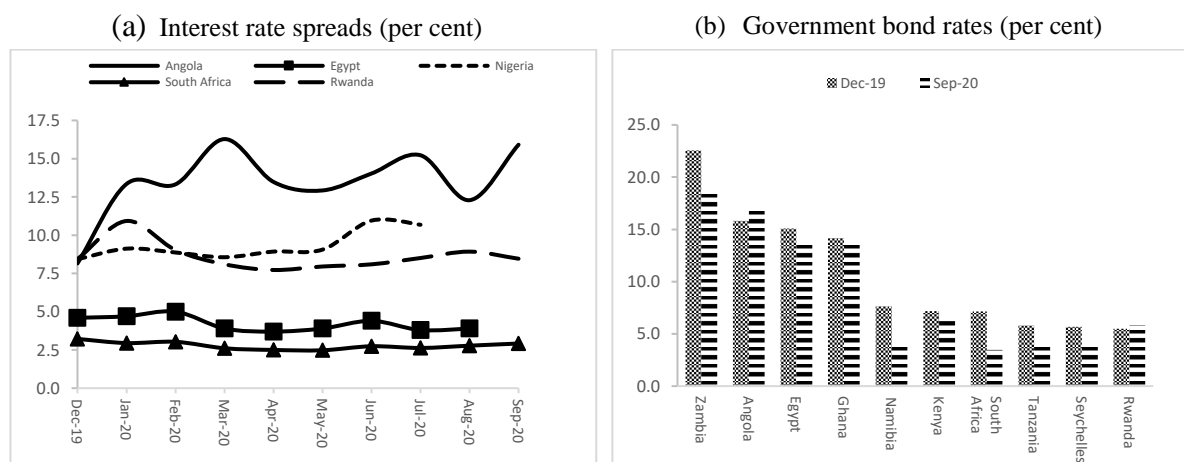 (a) Interest rate spreads (per cent)
Angola Egypt Nigeria
South Africa Rwanda
17.5
15.0
12.5
10.0
7.5
5.0
2.5
0.0
Dec-19 Jan-20 Feb-20 Mar-20 Apr-20 May-20 Jun-20 Jul-20 Aug-20 Sep-20
(b) Government bond rates (per cent)
Dec-19 Sep-20
25.0
20.0
15.0
10.0
5.0
0.0
Zambia Angola Egypt Ghana Namibia Kenya South Africa Tanzania Seychelles Rwanda